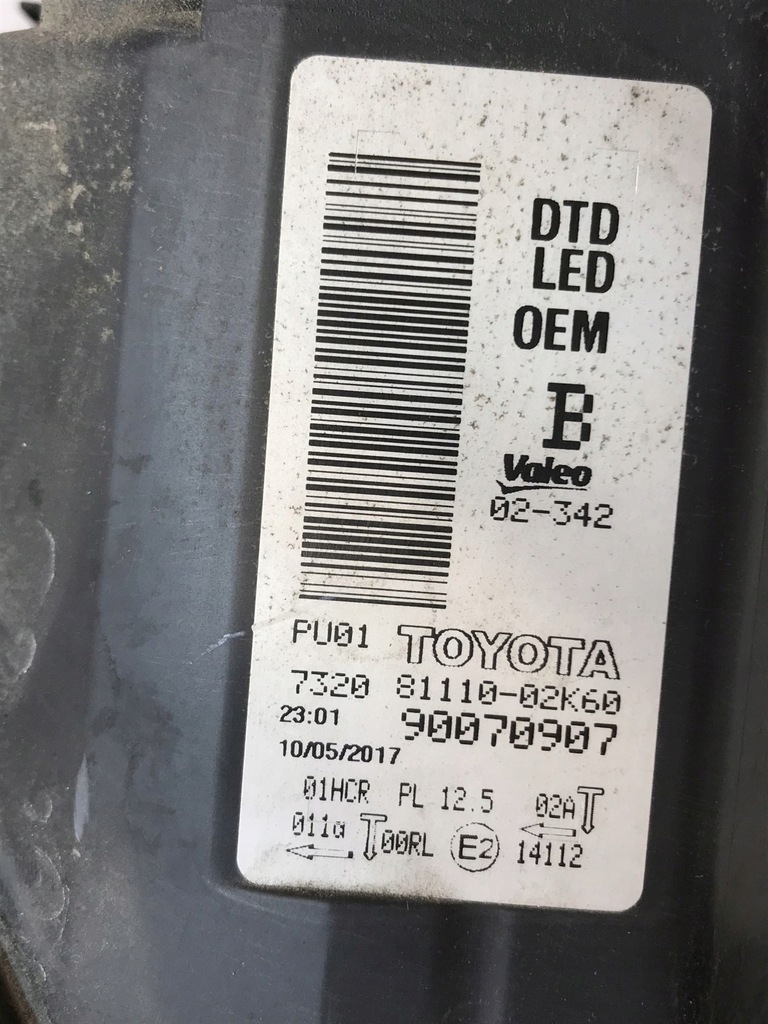 DTD
LED
OEM
B
Valeo
02-342
PU01 TOYOTA
7320 81110-02K60
23:01 90070907
10/05/2017
01HCR PL 12.5 02A
011a 00RL E2 14112